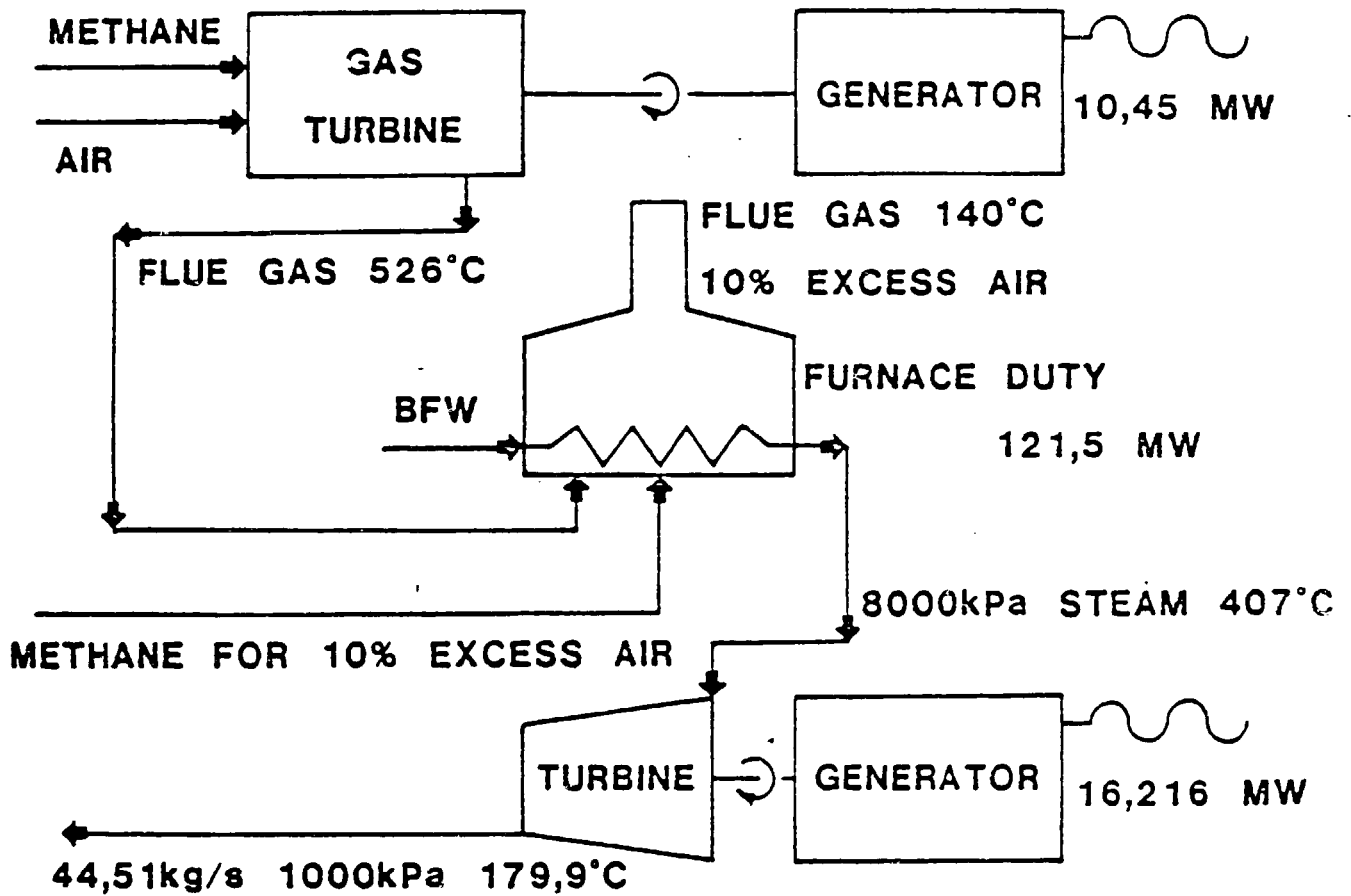 METHANE
AIR
GAS
TURBINE
GENERATOR
10,45 MW
FLUE GAS 526°C
FLUE GAS 140°C
10% EXCESS AIR
FURNACE DUTY
121,5 MW
BFW
8000kPa STEAM 407°C
METHANE FOR 10% EXCESS AIR
TURBINE
GENERATOR
16,216 MW
44,51kg/s 1000kPa 179,9°C